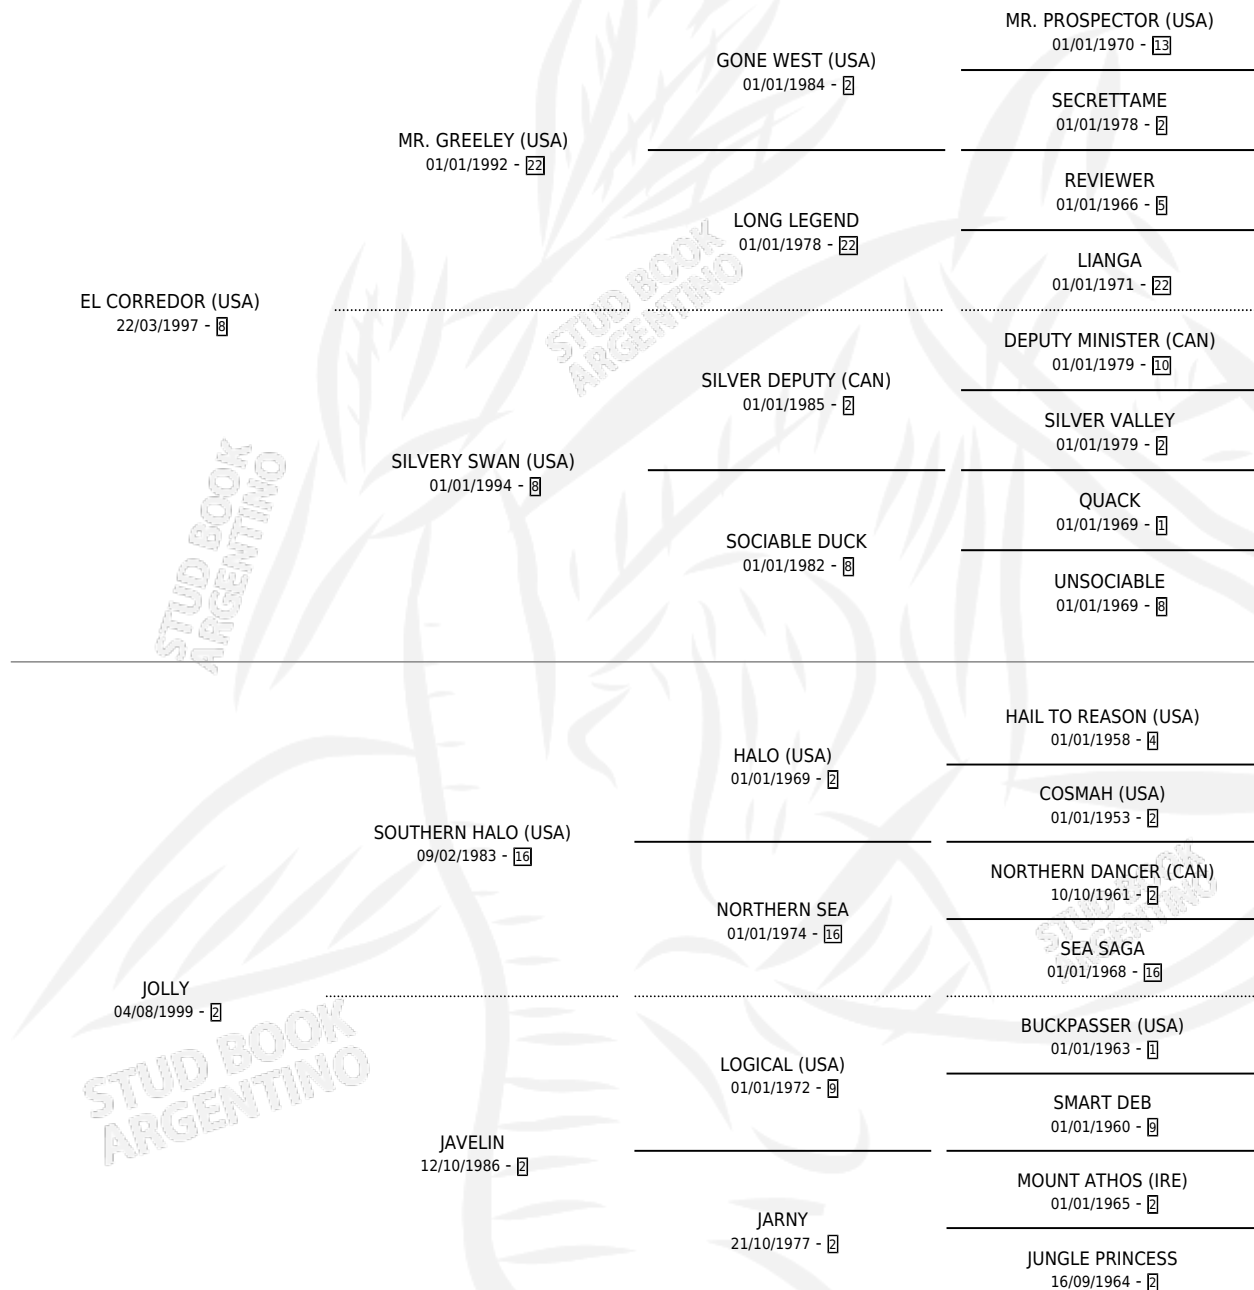 MR. PROSPECTOR (USA)
01/01/1970 - 13
GONE WEST (USA)
01/01/1984 - 2
SECRETTAME
01/01/1978 - 2
MR. GREELEY (USA)
01/01/1992 - 22
REVIEWER
01/01/1966 - 5
LONG LEGEND
01/01/1978 - 22
LIANGA
01/01/1971 - 22
EL CORREDOR (USA)
22/03/1997 - 8
DEPUTY MINISTER (CAN)
01/01/1979 - 10
SILVER DEPUTY (CAN)
01/01/1985 - 2
SILVER VALLEY
01/01/1979 - 2
SILVERY SWAN (USA)
01/01/1994 - 8
QUACK
01/01/1969 - 1
SOCIABLE DUCK
01/01/1982 - 8
UNSOCIABLE
01/01/1969 - 8
HAIL TO REASON (USA)
01/01/1958 - 4
HALO (USA)
01/01/1969 - 2
COSMAH (USA)
01/01/1953 - 2
SOUTHERN HALO (USA)
09/02/1983 - 16
NORTHERN DANCER (CAN)
10/10/1961 - 2
NORTHERN SEA
01/01/1974 - 16
SEA SAGA
01/01/1968 - 16
JOLLY
04/08/1999 - 2
BUCKPASSER (USA)
01/01/1963 - 1
LOGICAL (USA)
01/01/1972 - 9
SMART DEB
01/01/1960 - 9
JAVELIN
12/10/1986 - 2
MOUNT ATHOS (IRE)
01/01/1965 - 2
JARNY
21/10/1977 - 2
JUNGLE PRINCESS
16/09/1964 - 2
STUD BOOK
ARGENTINO
STUD BOOK
ARGENTINO
STUD BOOK
ARGENTINO
STUD BOOK
ARGENTINO